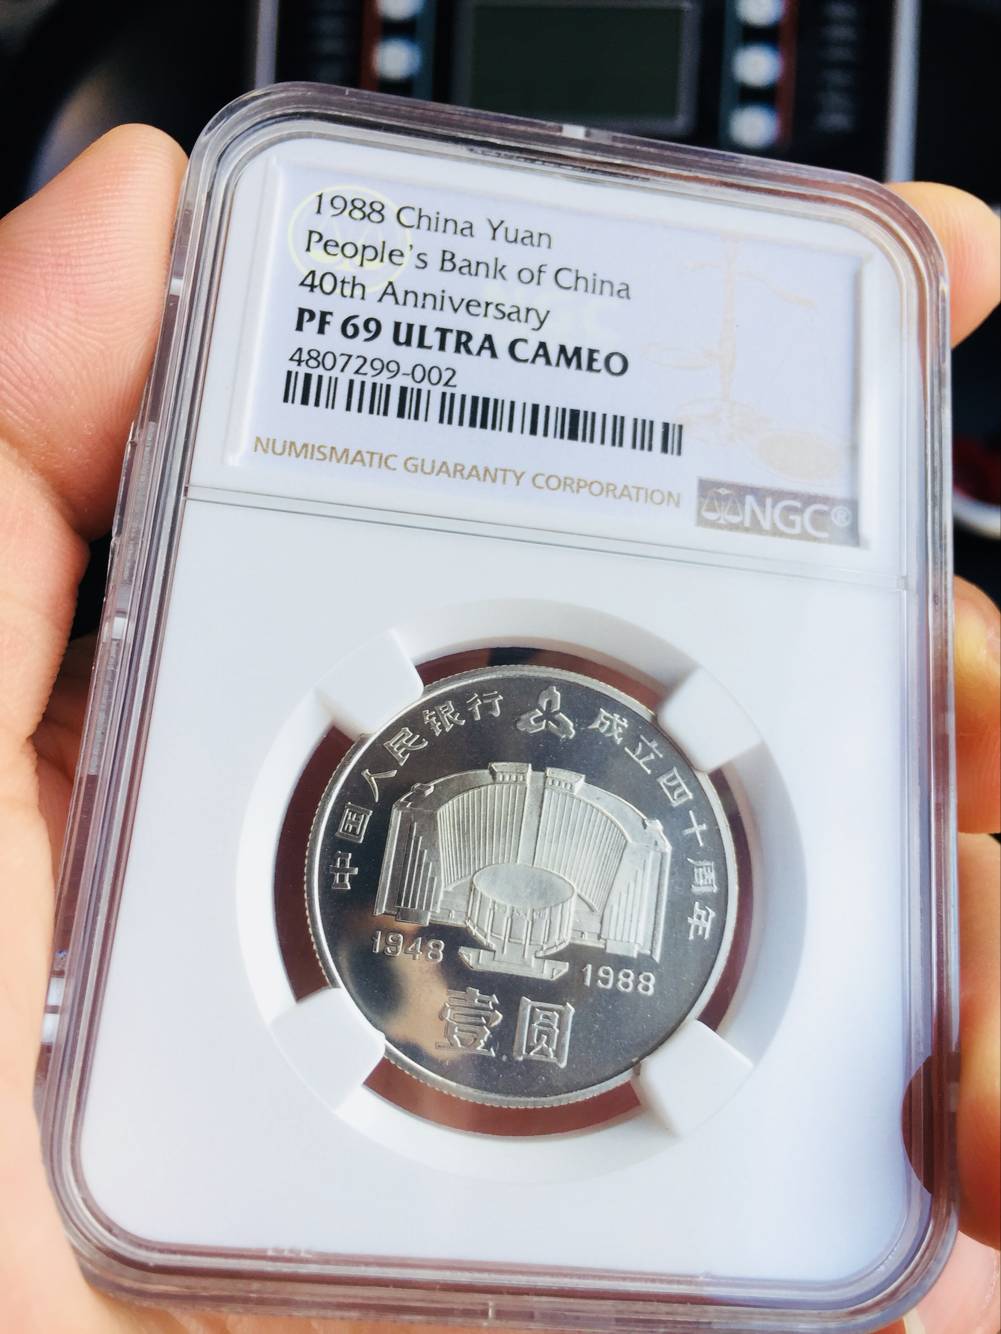 1988 China Yuan
People's Bank of China
40th Anniversary
PF 69 ULTRA CAMEO
4807299-002
NUMISMATIC GUARANTY CORPORATION
NGC®
中国人民银行 成立四十周年
1948 1988
壹圆